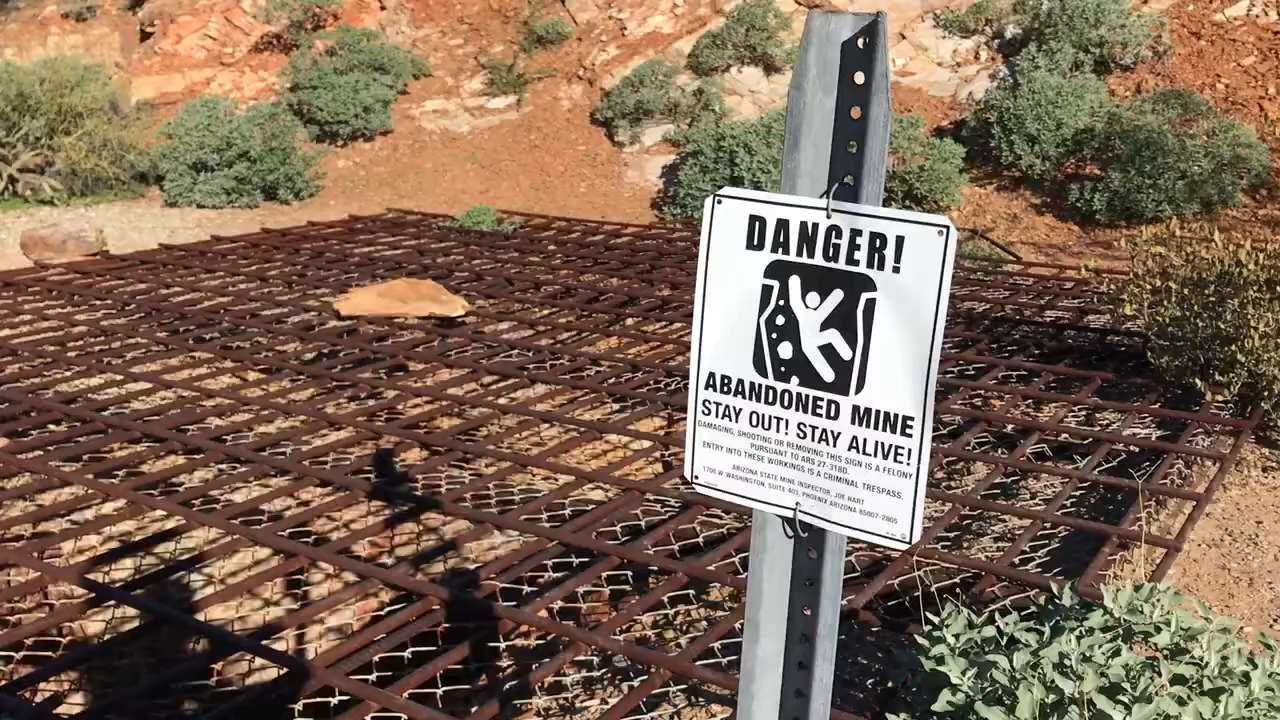 DANGER!
ABANDONED MINE
STAY OUT! STAY ALIVE!
DAMAGING, SHOOTING OR REMOVING THIS SIGN IS A FELONY
PURSUANT TO ARS 27-318D.
ENTRY INTO THESE WORKINGS IS A CRIMINAL TRESPASS.
ARIZONA STATE MINE INSPECTOR, JOE HART
1700 W. WASHINGTON, SUITE 403, PHOENIX ARIZONA 85007-2805